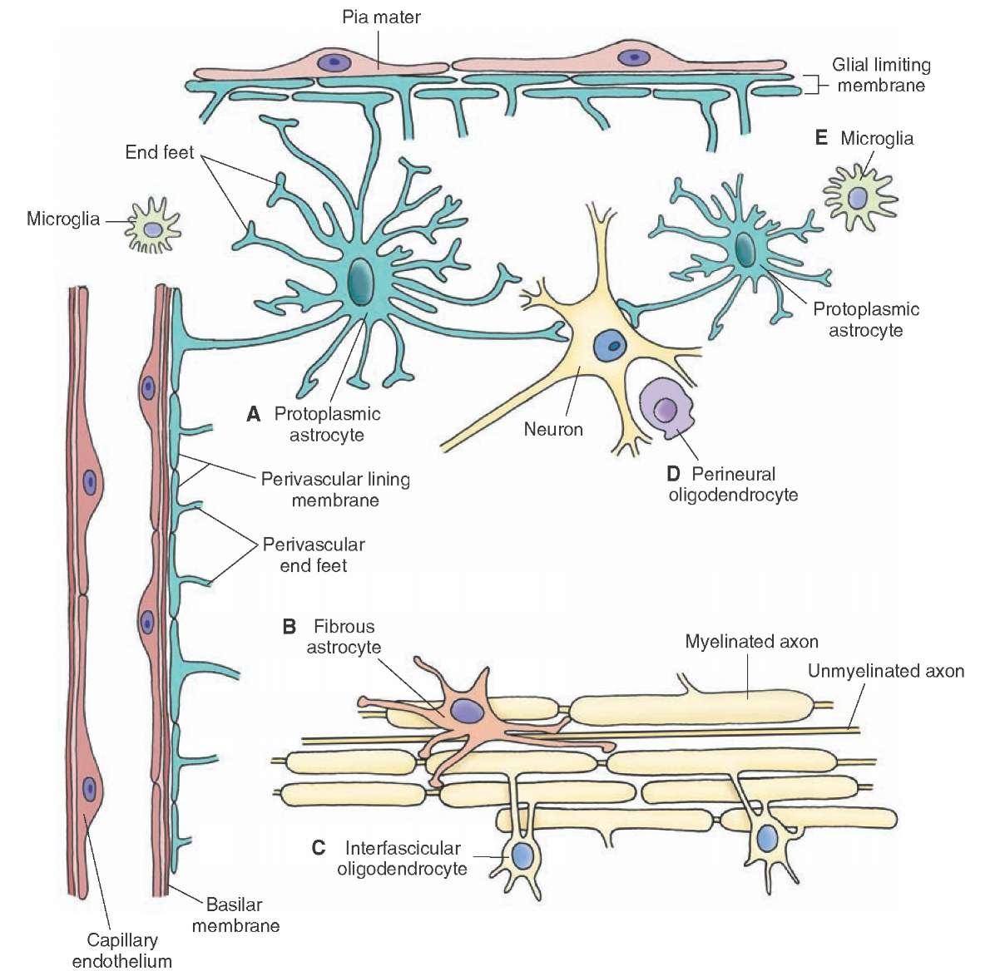 Pia mater
Glial limiting
membrane
E Microglia
End feet
Microglia
Protoplasmic
astrocyte
A Protoplasmic
astrocyte
Neuron
D Perineural
oligodendrocyte
Perivascular lining
membrane
Perivascular
end feet
B Fibrous
astrocyte
Myelinated axon
Unmyelinated axon
C Interfascicular
oligodendrocyte
Basilar
membrane
Capillary
endothelium